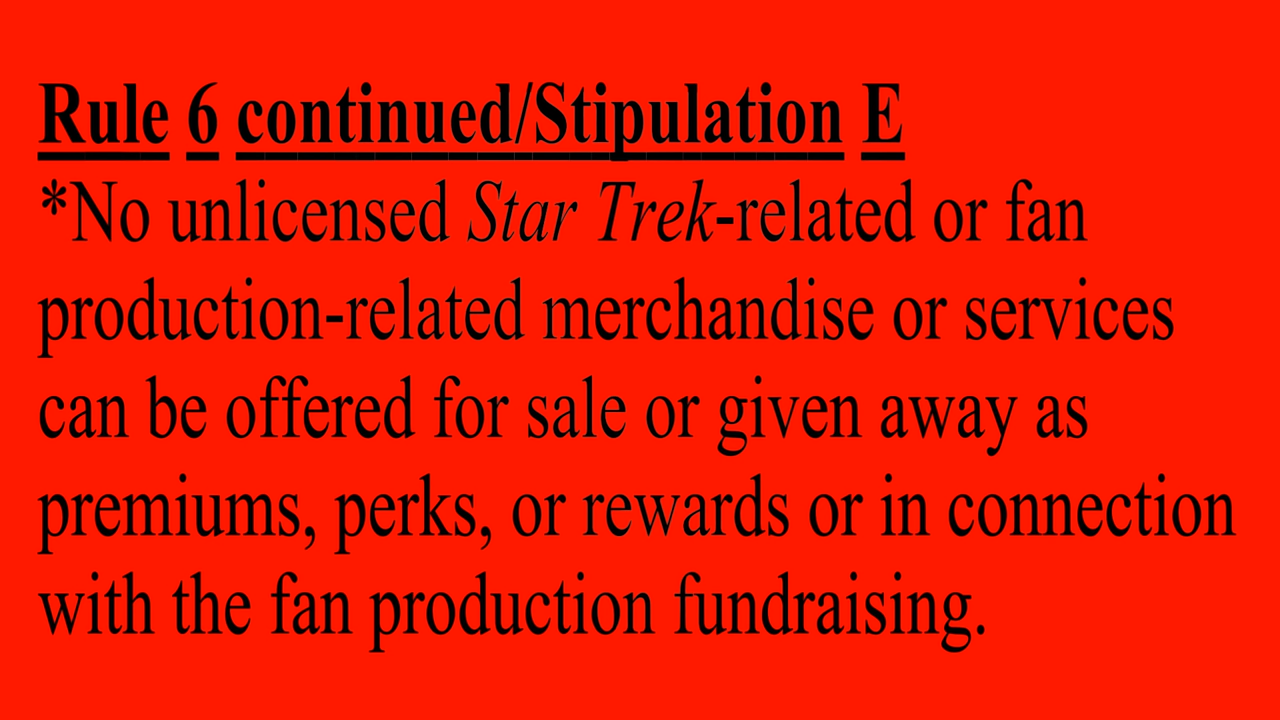 Rule 6 continued/Stipulation E
*No unlicensed Star Trek-related or fan
production-related merchandise or services
can be offered for sale or given away as
premiums, perks, or rewards or in connection
with the fan production fundraising.